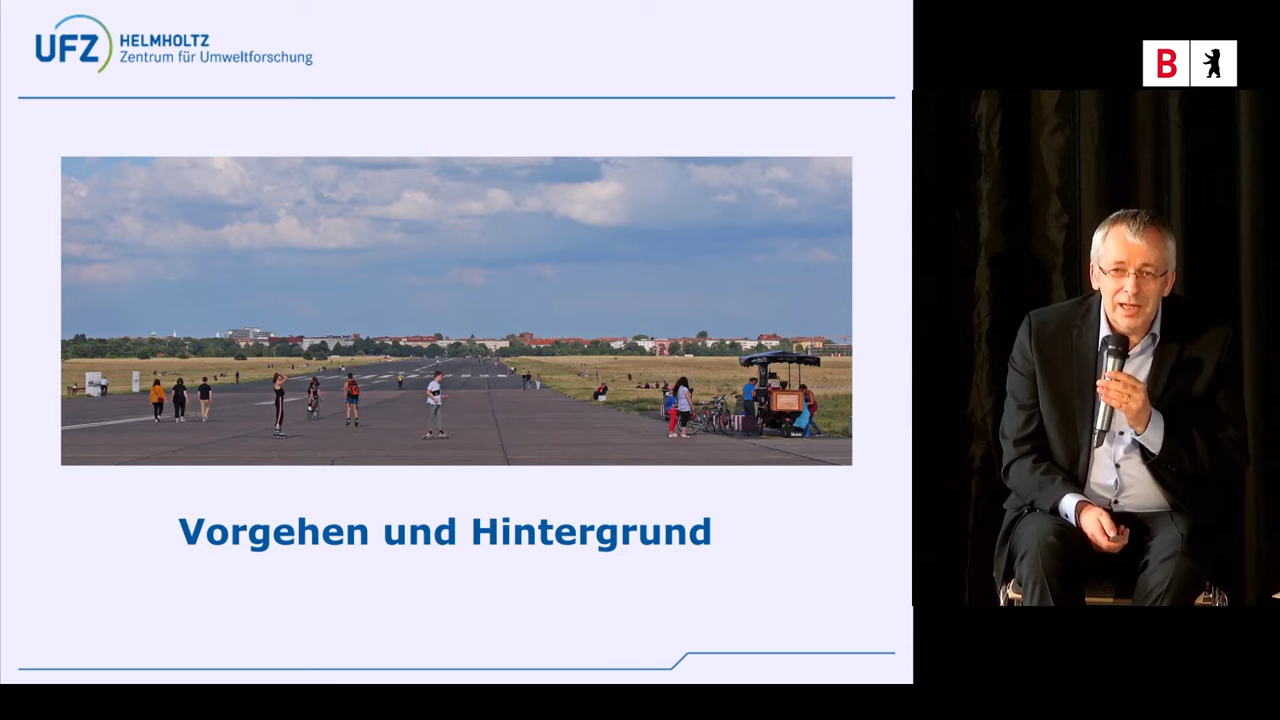 UFZ
HELMHOLTZ
Zentrum für Umweltforschung
B
Vorgehen und Hintergrund